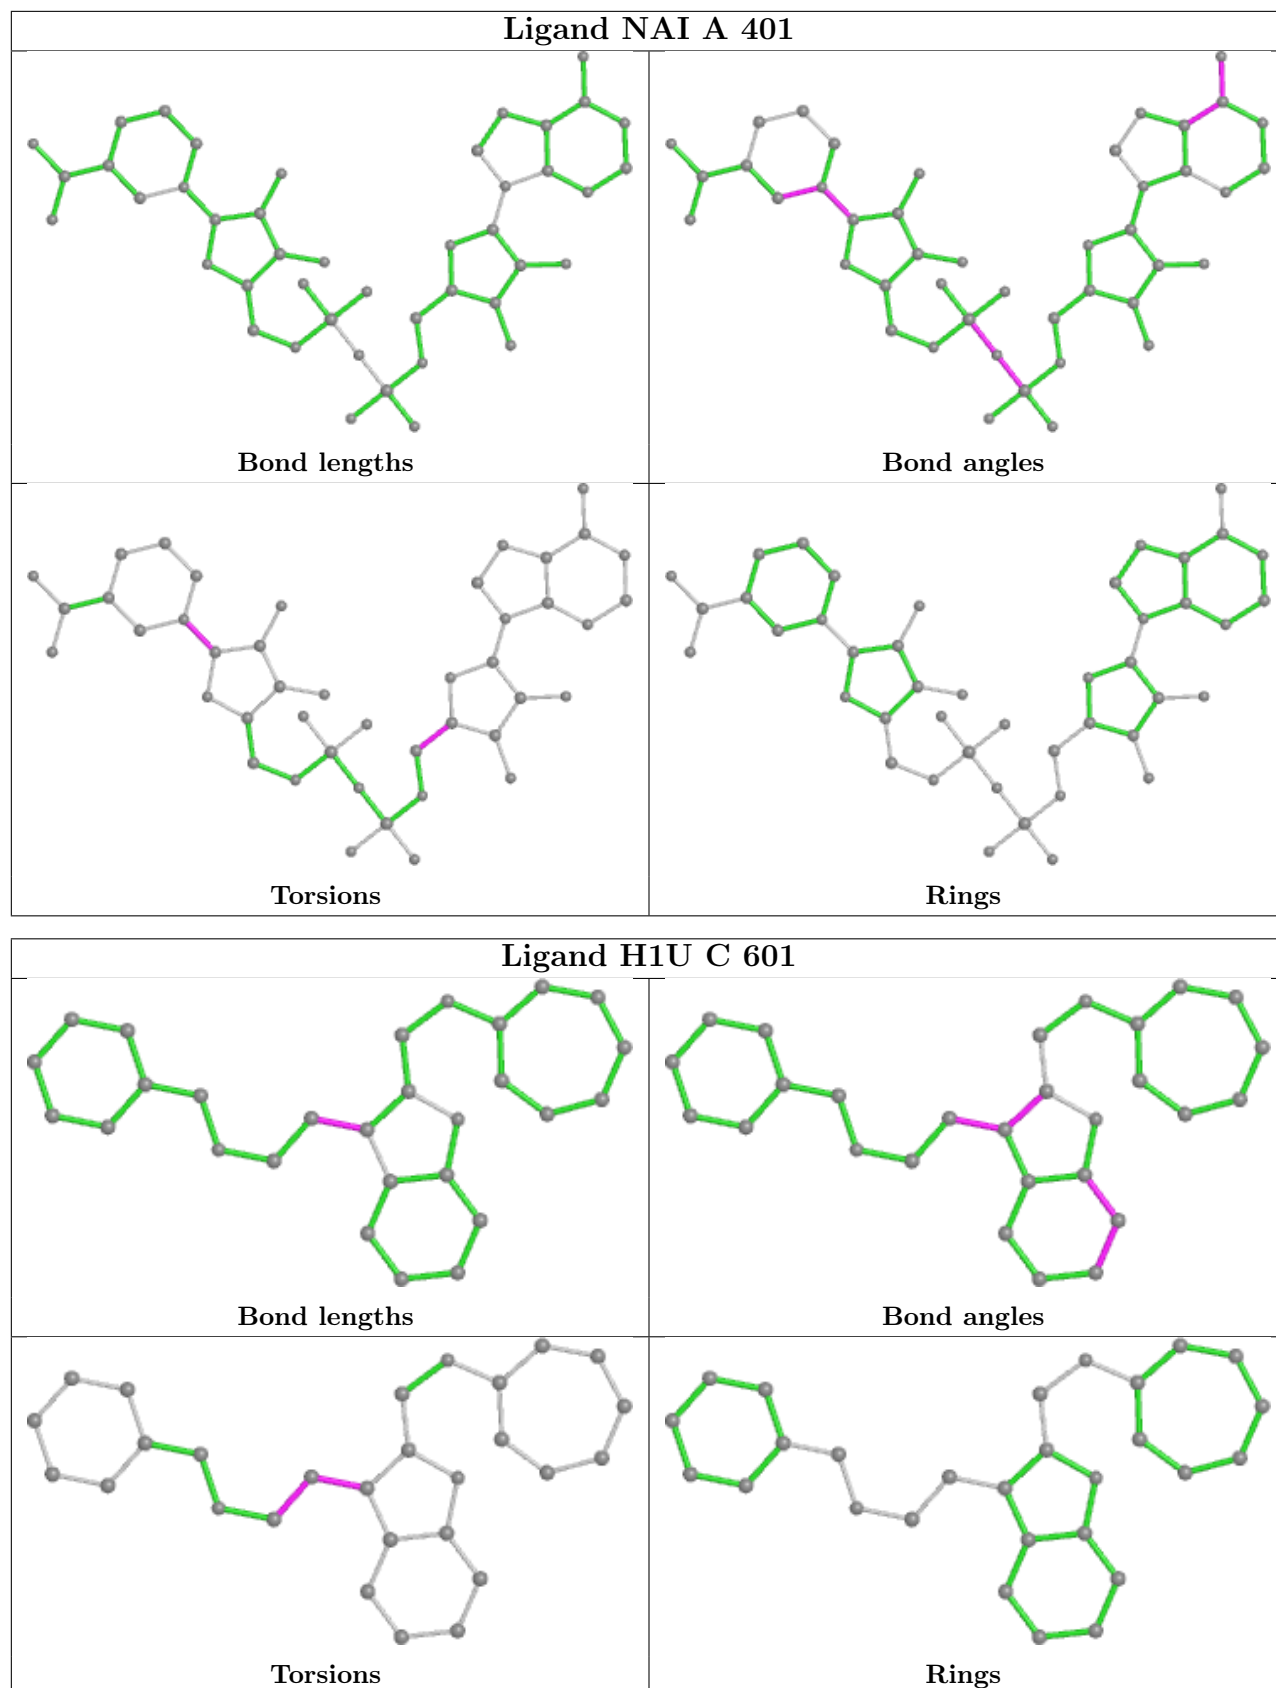 Ligand NAI A 401
Bond lengths
Bond angles
Torsions
Rings
Ligand H1U C 601
Bond lengths
Bond angles
Torsions
Rings